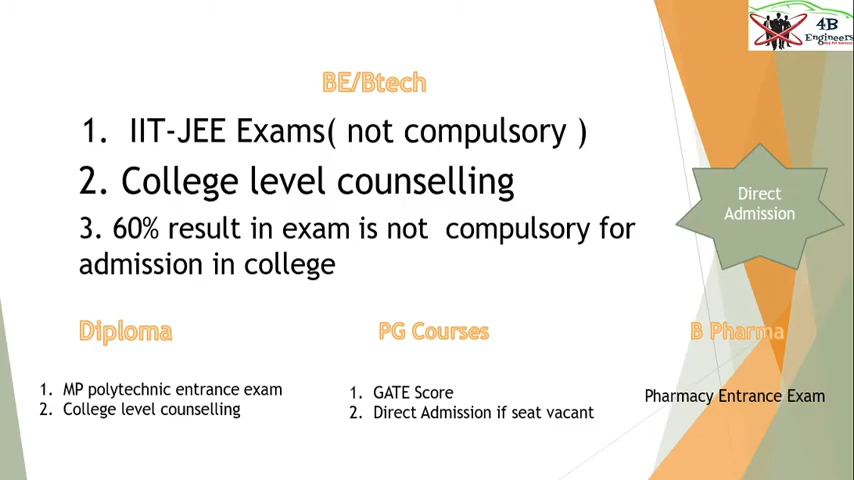 4B
Engineers
BE/Btech
1. IIT-JEE Exams( not compulsory )
2. College level counselling
3. 60% result in exam is not compulsory for
admission in college
Direct
Admission
Diploma
1. MP polytechnic entrance exam
2. College level counselling
PG Courses
1. GATE Score
2. Direct Admission if seat vacant
B Pharma
Pharmacy Entrance Exam